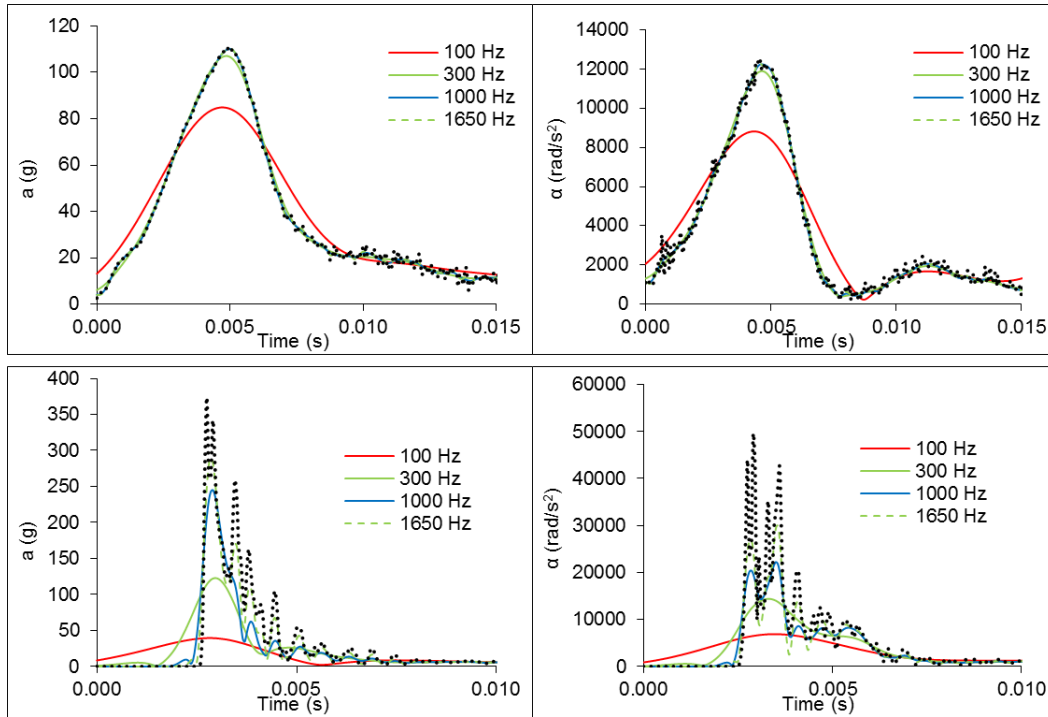 120
100
80
60
40
20
0
a (g)
100 Hz
300 Hz
1000 Hz
1650 Hz
0.000
0.005
0.010
0.015
Time (s)
14000
12000
10000
8000
6000
4000
2000
0
α (rad/s²)
100 Hz
300 Hz
1000 Hz
1650 Hz
0.000
0.005
0.010
0.015
Time (s)
400
350
300
250
200
150
100
50
0
a (g)
100 Hz
300 Hz
1000 Hz
1650 Hz
0.000
0.005
0.010
Time (s)
60000
50000
40000
30000
20000
10000
0
α (rad/s²)
100 Hz
300 Hz
1000 Hz
1650 Hz
0.000
0.005
0.010
Time (s)